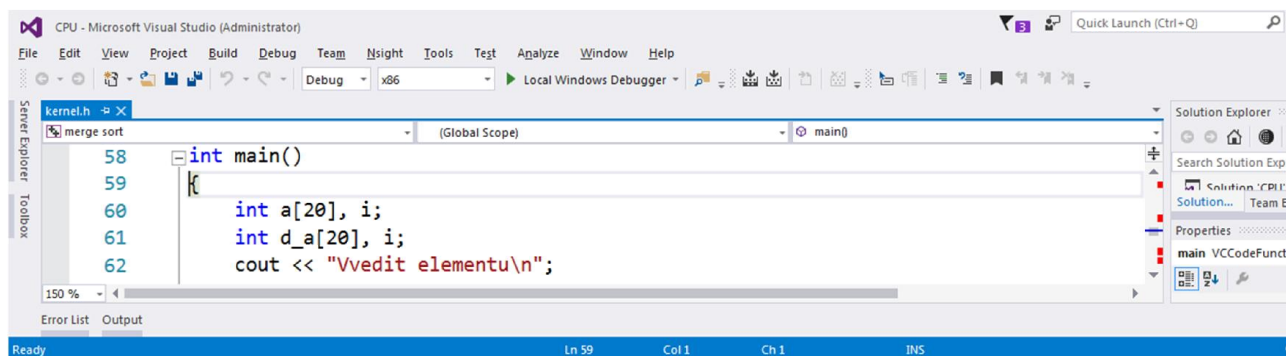 CPU - Microsoft Visual Studio (Administrator)
3
Quick Launch (Ctrl+Q)
File Edit View Project Build Debug Team Nsight Tools Test Analyze Window Help
Debug x86 Local Windows Debugger
Server Explorer
Toolbox
kernel.h
merge sort (Global Scope) main()
58 int main()
59 {
60 int a[20], i;
61 int d_a[20], i;
62 cout << "Vvedit elementu\n";
150 %
Solution Explorer
Search Solution Exp
Solution 'CPU'
Solution... Team E
Properties
main VCCodeFunct
Error List Output
Ready Ln 59 Col 1 Ch 1 INS